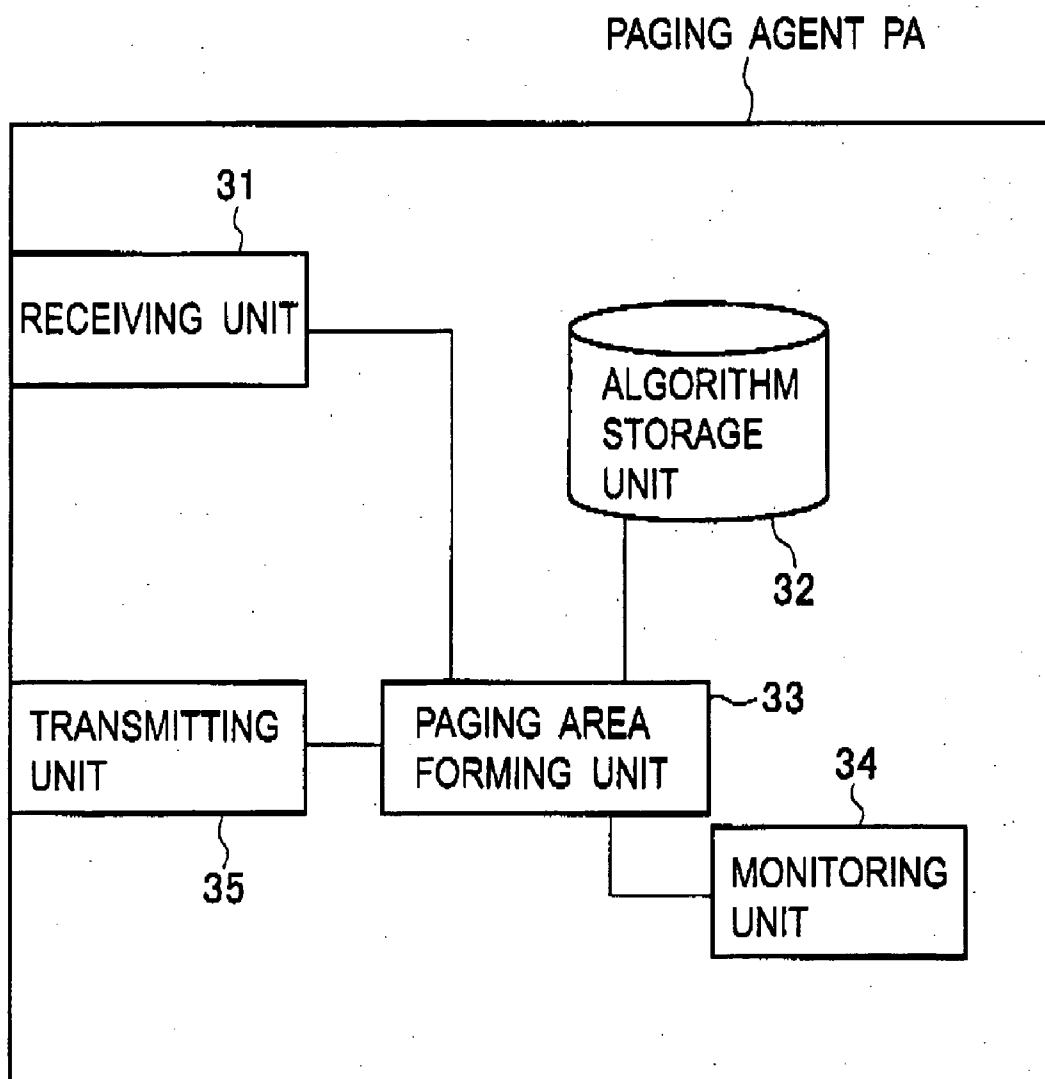 PAGING AGENT PA
31
RECEIVING UNIT
ALGORITHM
STORAGE
UNIT
32
33
TRANSMITTING
UNIT
PAGING AREA
FORMING UNIT
34
35
MONITORING
UNIT